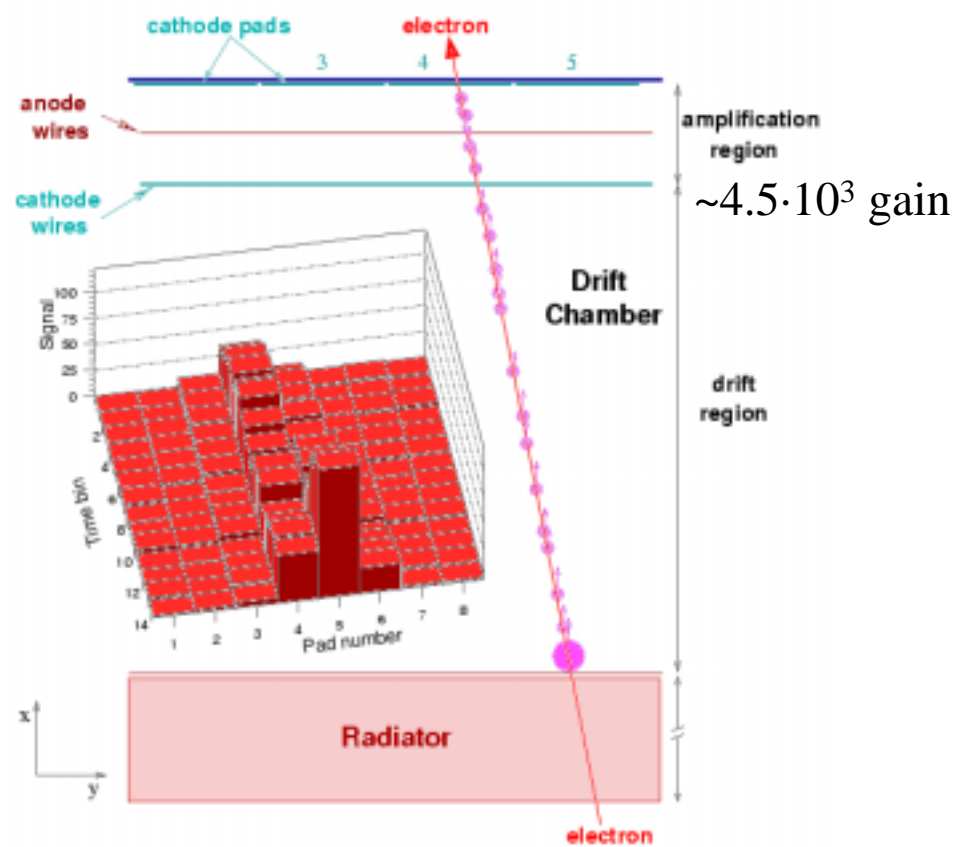 cathode pads
electron
3
4
5
anode
wires
amplification
region
cathode
wires
~4.5·10³ gain
Drift
Chamber
Signal
100
75
50
25
0
drift
region
2
4
6
8
10
12
14
Time bin
1
2
3
4
5
6
7
8
Pad number
Radiator
x
y
electron